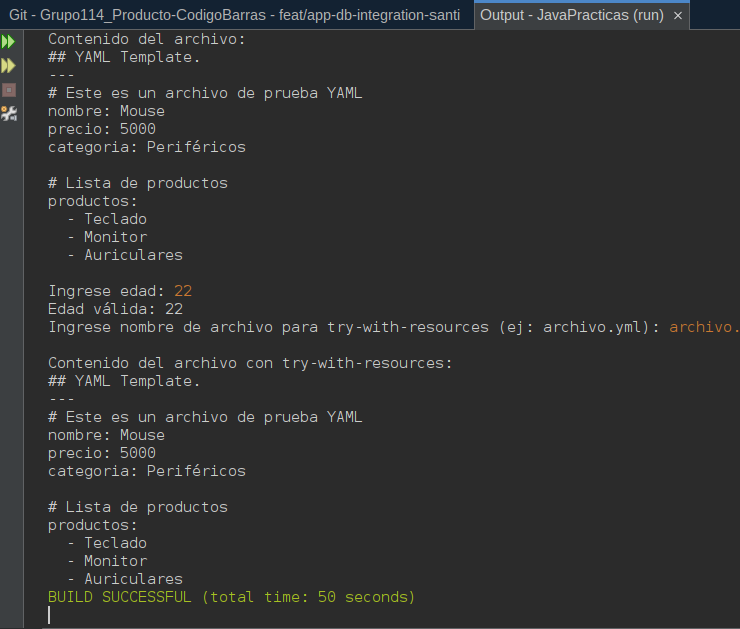 Git - Grupo114_Producto-CodigoBarras - feat/app-db-integration-santi
Output - JavaPracticas (run) ×
Contenido del archivo:
## YAML Template.
---
# Este es un archivo de prueba YAML
nombre: Mouse
precio: 5000
categoria: Periféricos
# Lista de productos
productos:
- Teclado
- Monitor
- Auriculares
Ingrese edad: 22
Edad válida: 22
Ingrese nombre de archivo para try-with-resources (ej: archivo.yml): archivo.
Contenido del archivo con try-with-resources:
## YAML Template.
---
# Este es un archivo de prueba YAML
nombre: Mouse
precio: 5000
categoria: Periféricos
# Lista de productos
productos:
- Teclado
- Monitor
- Auriculares
BUILD SUCCESSFUL (total time: 50 seconds)